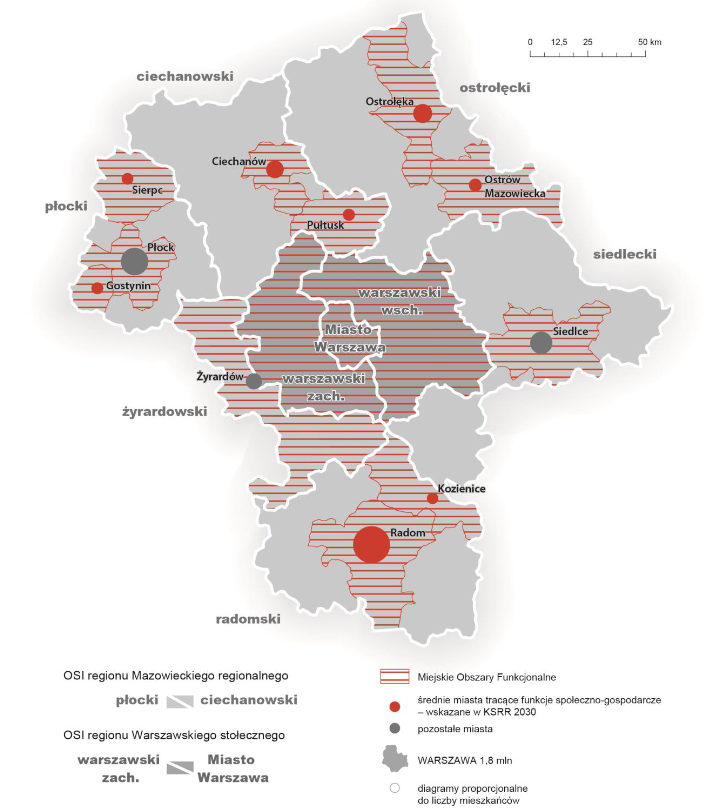 0 12,5 25 50 km
ciechanowski
ostrołęcki
Ostrołęka
Ciechanów
Ostrów
Mazowiecka
Sierpc
płocki
Pułtusk
Płock
siedlecki
Gostynin
warszawski
wsch.
Miasto
Warszawa
Siedlce
Żyrardów
warszawski
zach.
żyrardowski
Kozienice
Radom
radomski
OSI regionu Mazowieckiego regionalnego
płocki ciechanowski
OSI regionu Warszawskiego stołecznego
warszawski
zach.
Miasto
Warszawa
Miejskie Obszary Funkcjonalne
średnie miasta tracące funkcje społeczno-gospodarcze
– wskazane w KSRR 2030
pozostałe miasta
WARSZAWA 1,8 mln
diagramy proporcjonalne
do liczby mieszkańców